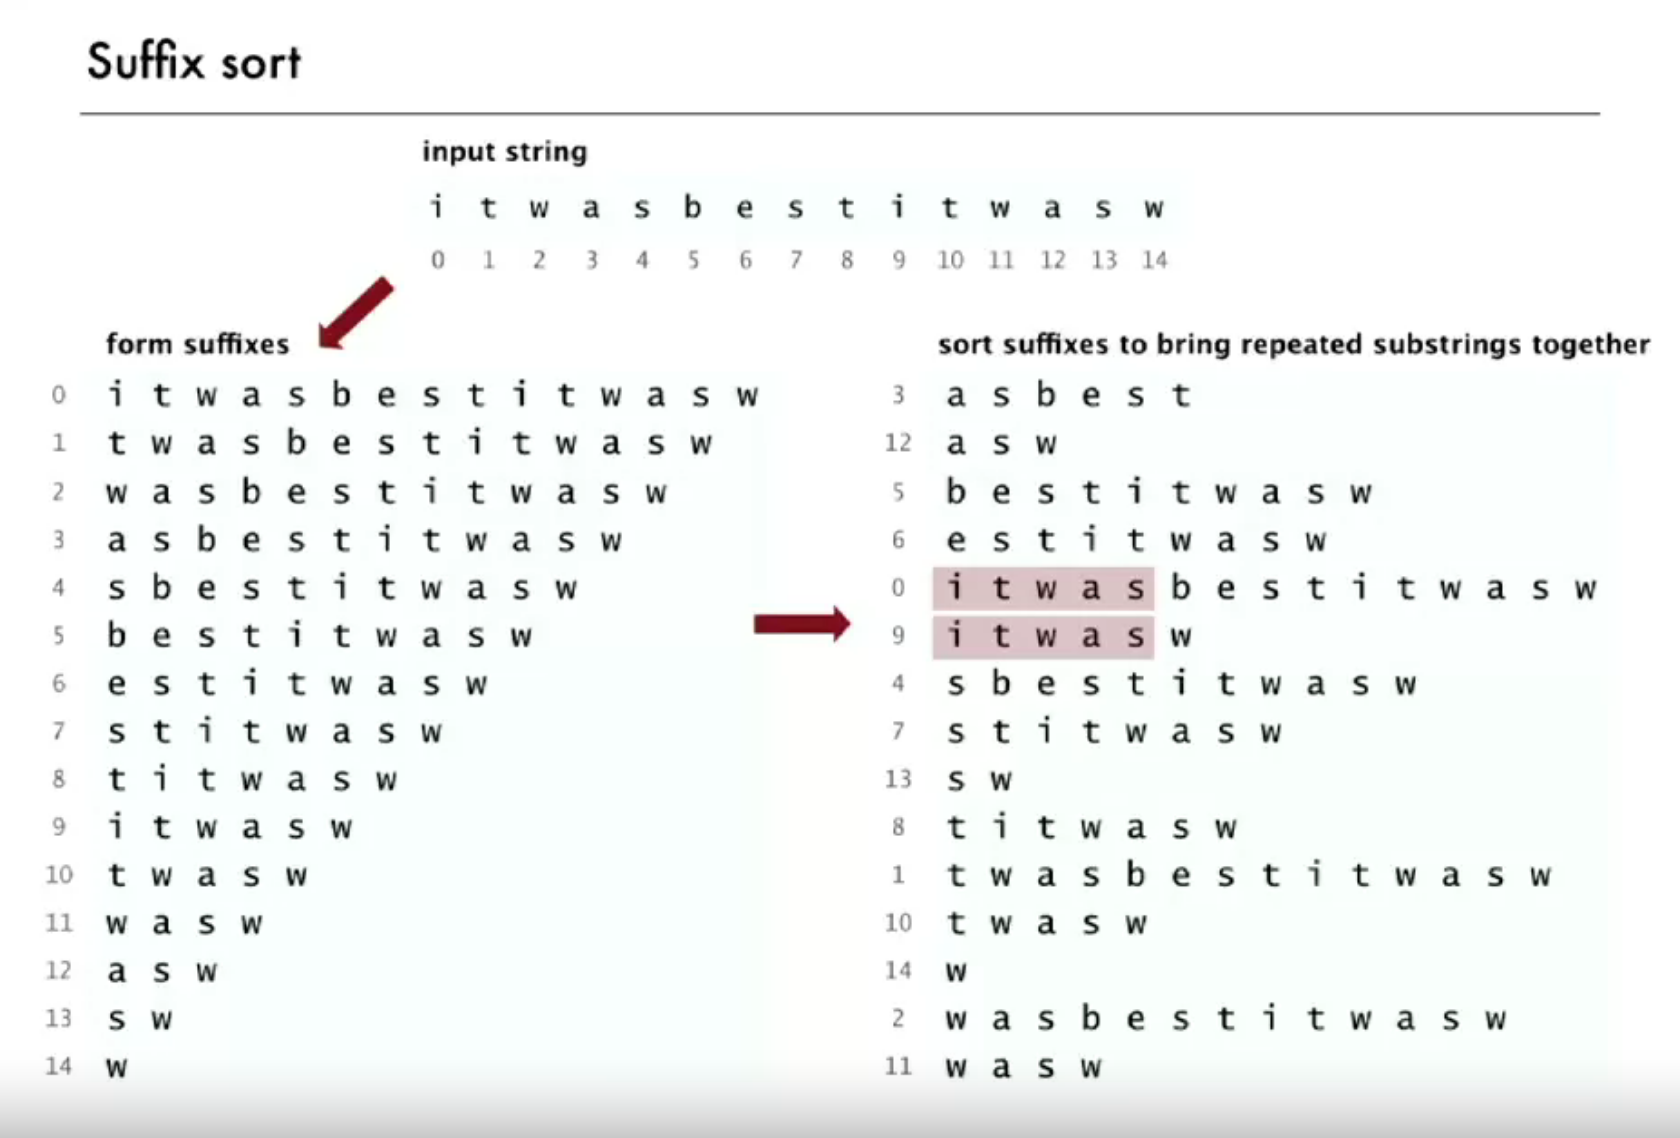 Suffix sort
input string
i t w a s b e s t i t w a s w
0 1 2 3 4 5 6 7 8 9 10 11 12 13 14
form suffixes
0 i t w a s b e s t i t w a s w
1 t w a s b e s t i t w a s w
2 w a s b e s t i t w a s w
3 a s b e s t i t w a s w
4 s b e s t i t w a s w
5 b e s t i t w a s w
6 e s t i t w a s w
7 s t i t w a s w
8 t i t w a s w
9 i t w a s w
10 t w a s w
11 w a s w
12 a s w
13 s w
14 w
sort suffixes to bring repeated substrings together
3 a s b e s t
12 a s w
5 b e s t i t w a s w
6 e s t i t w a s w
0 i t w a s b e s t i t w a s w
9 i t w a s w
4 s b e s t i t w a s w
7 s t i t w a s w
13 s w
8 t i t w a s w
1 t w a s b e s t i t w a s w
10 t w a s w
14 w
2 w a s b e s t i t w a s w
11 w a s w